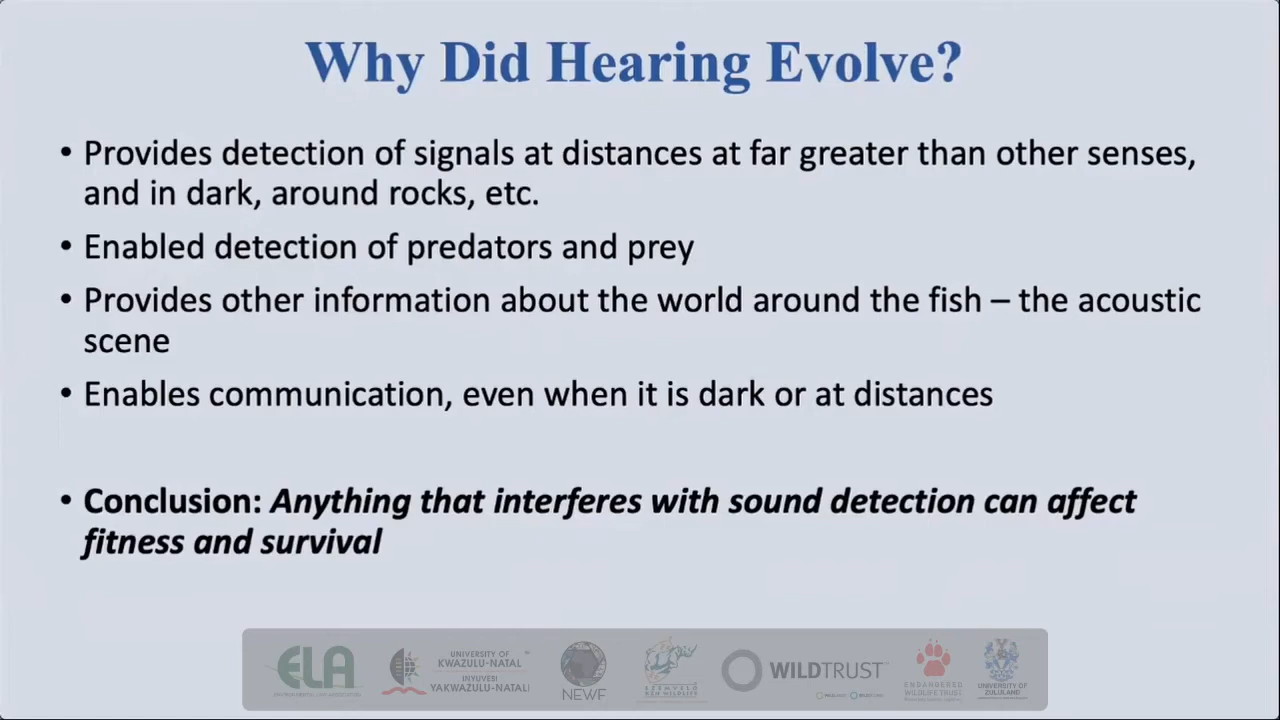 Why Did Hearing Evolve?
• Provides detection of signals at distances at far greater than other senses,
and in dark, around rocks, etc.
• Enabled detection of predators and prey
• Provides other information about the world around the fish – the acoustic
scene
• Enables communication, even when it is dark or at distances
• Conclusion: Anything that interferes with sound detection can affect
fitness and survival
ELA
UNIVERSITY OF
KWAZULU-NATAL
INYUVESI
YAKWAZULU-NATALI
NEWF
EZEMVELO
KZN WILDLIFE
WILDTRUST
ENDANGERED
WILDLIFE TRUST
UNIVERSITY OF
ZULULAND